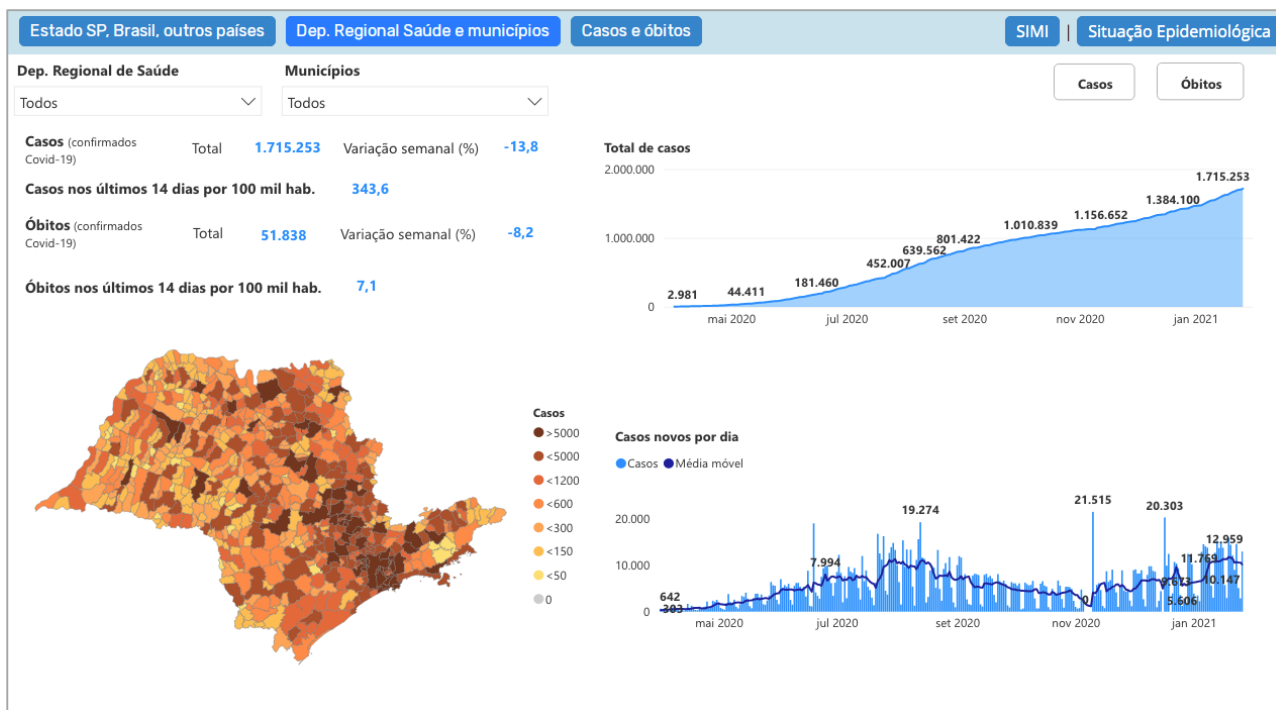 Estado SP, Brasil, outros países Dep. Regional Saúde e municípios Casos e óbitos SIMI | Situação Epidemiológica
Dep. Regional de Saúde Municípios
Todos Todos
Casos Óbitos
Casos (confirmados Covid-19) Total 1.715.253 Variação semanal (%) -13,8
Casos nos últimos 14 dias por 100 mil hab. 343,6
Óbitos (confirmados Covid-19) Total 51.838 Variação semanal (%) -8,2
Óbitos nos últimos 14 dias por 100 mil hab. 7,1
Total de casos
2.000.000
1.000.000
0
2.981 44.411 181.460 452.007 639.562 801.422 1.010.839 1.156.652 1.384.100 1.715.253
mai 2020 jul 2020 set 2020 nov 2020 jan 2021
Casos
>5000
<5000
<1200
<600
<300
<150
<50
0
Casos novos por dia
Casos Média móvel
20.000
10.000
0
642
303
7.994
19.274
21.515
0
20.303
9.673
5.606
11.769
12.959
10.147
mai 2020 jul 2020 set 2020 nov 2020 jan 2021